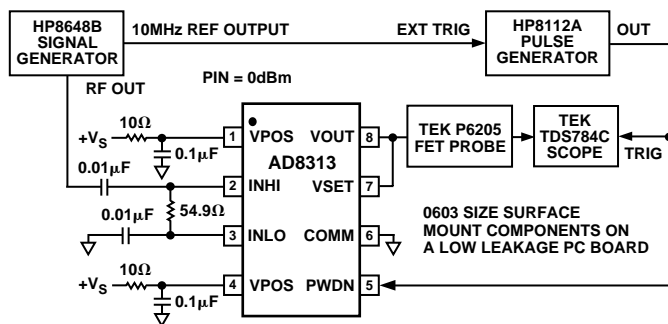 HP8648B
SIGNAL
GENERATOR
10MHz REF OUTPUT
EXT TRIG
HP8112A
PULSE
GENERATOR
OUT
RF OUT
PIN = 0dBm
+VS
10Ω
0.1µF
1
VPOS
VOUT
8
TEK P6205
FET PROBE
TEK
TDS784C
SCOPE
TRIG
AD8313
0.01µF
2
INHI
VSET
7
54.9Ω
0.01µF
3
INLO
COMM
6
0603 SIZE SURFACE
MOUNT COMPONENTS ON
A LOW LEAKAGE PC BOARD
+VS
10Ω
0.1µF
4
VPOS
PWDN
5